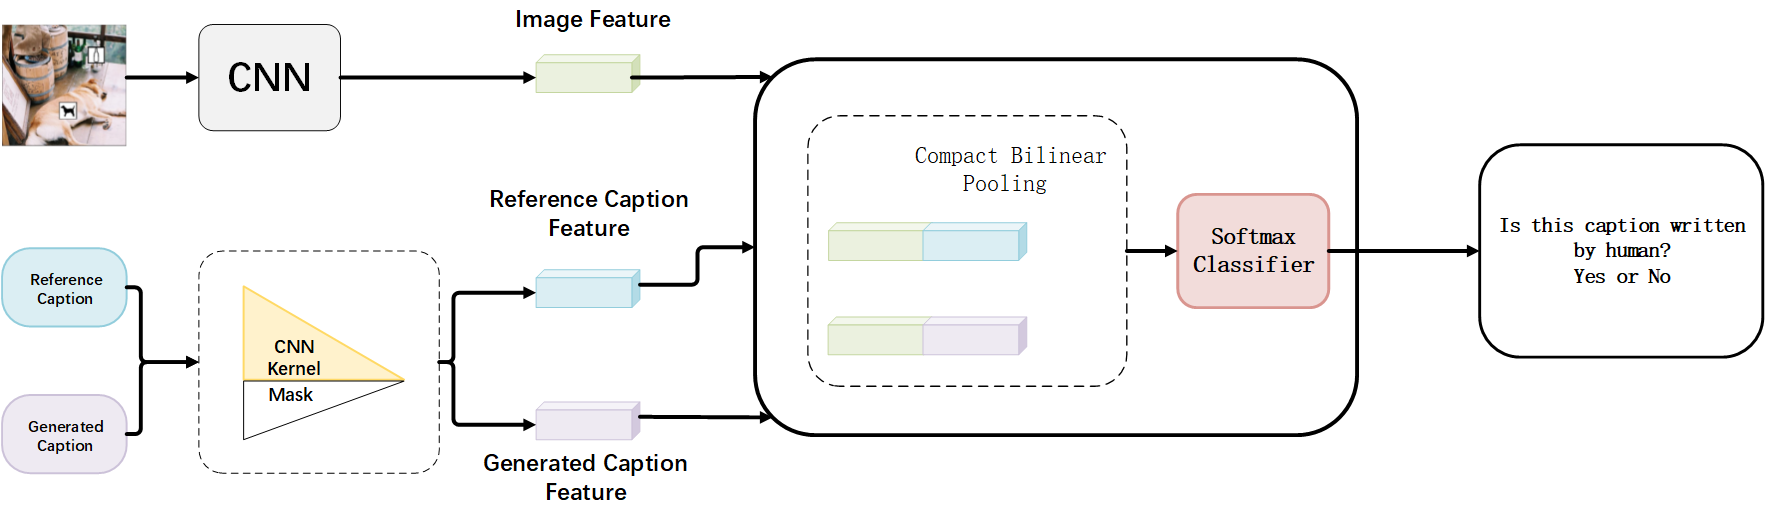 Image Feature
CNN
Reference Caption
Feature
Compact Bilinear
Pooling
Softmax
Classifier
Is this caption written
by human?
Yes or No
Reference
Caption
CNN
Kernel
Mask
Generated
Caption
Generated Caption
Feature